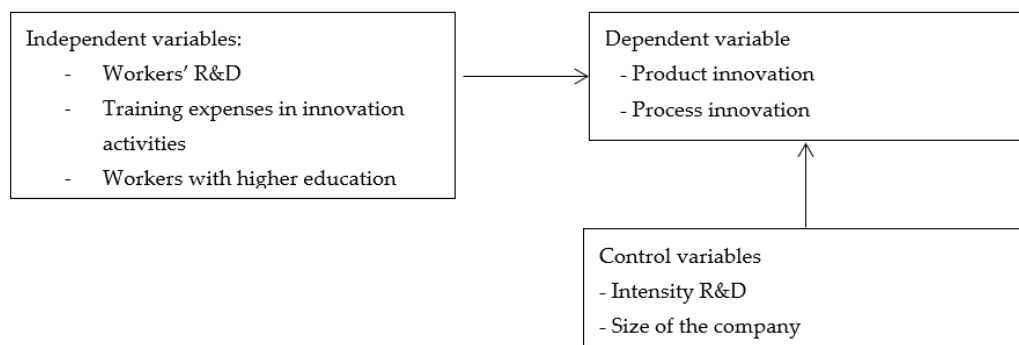 Independent variables:
- Workers' R&D
- Training expenses in innovation
activities
- Workers with higher education
Dependent variable
- Product innovation
- Process innovation
Control variables
- Intensity R&D
- Size of the company